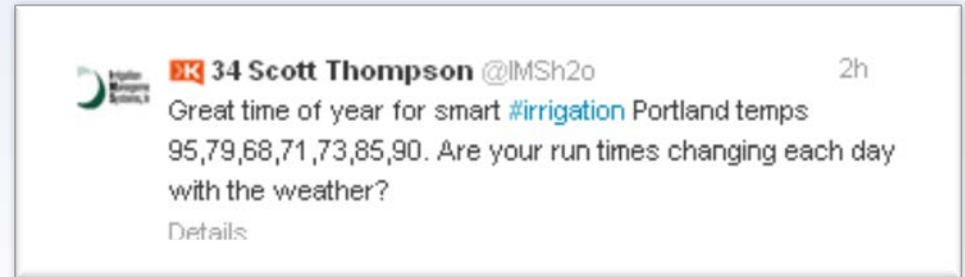 34 Scott Thompson @IMSh2o 2h
Great time of year for smart #irrigation Portland temps
95,79,68,71,73,85,90. Are your run times changing each day
with the weather?
Details